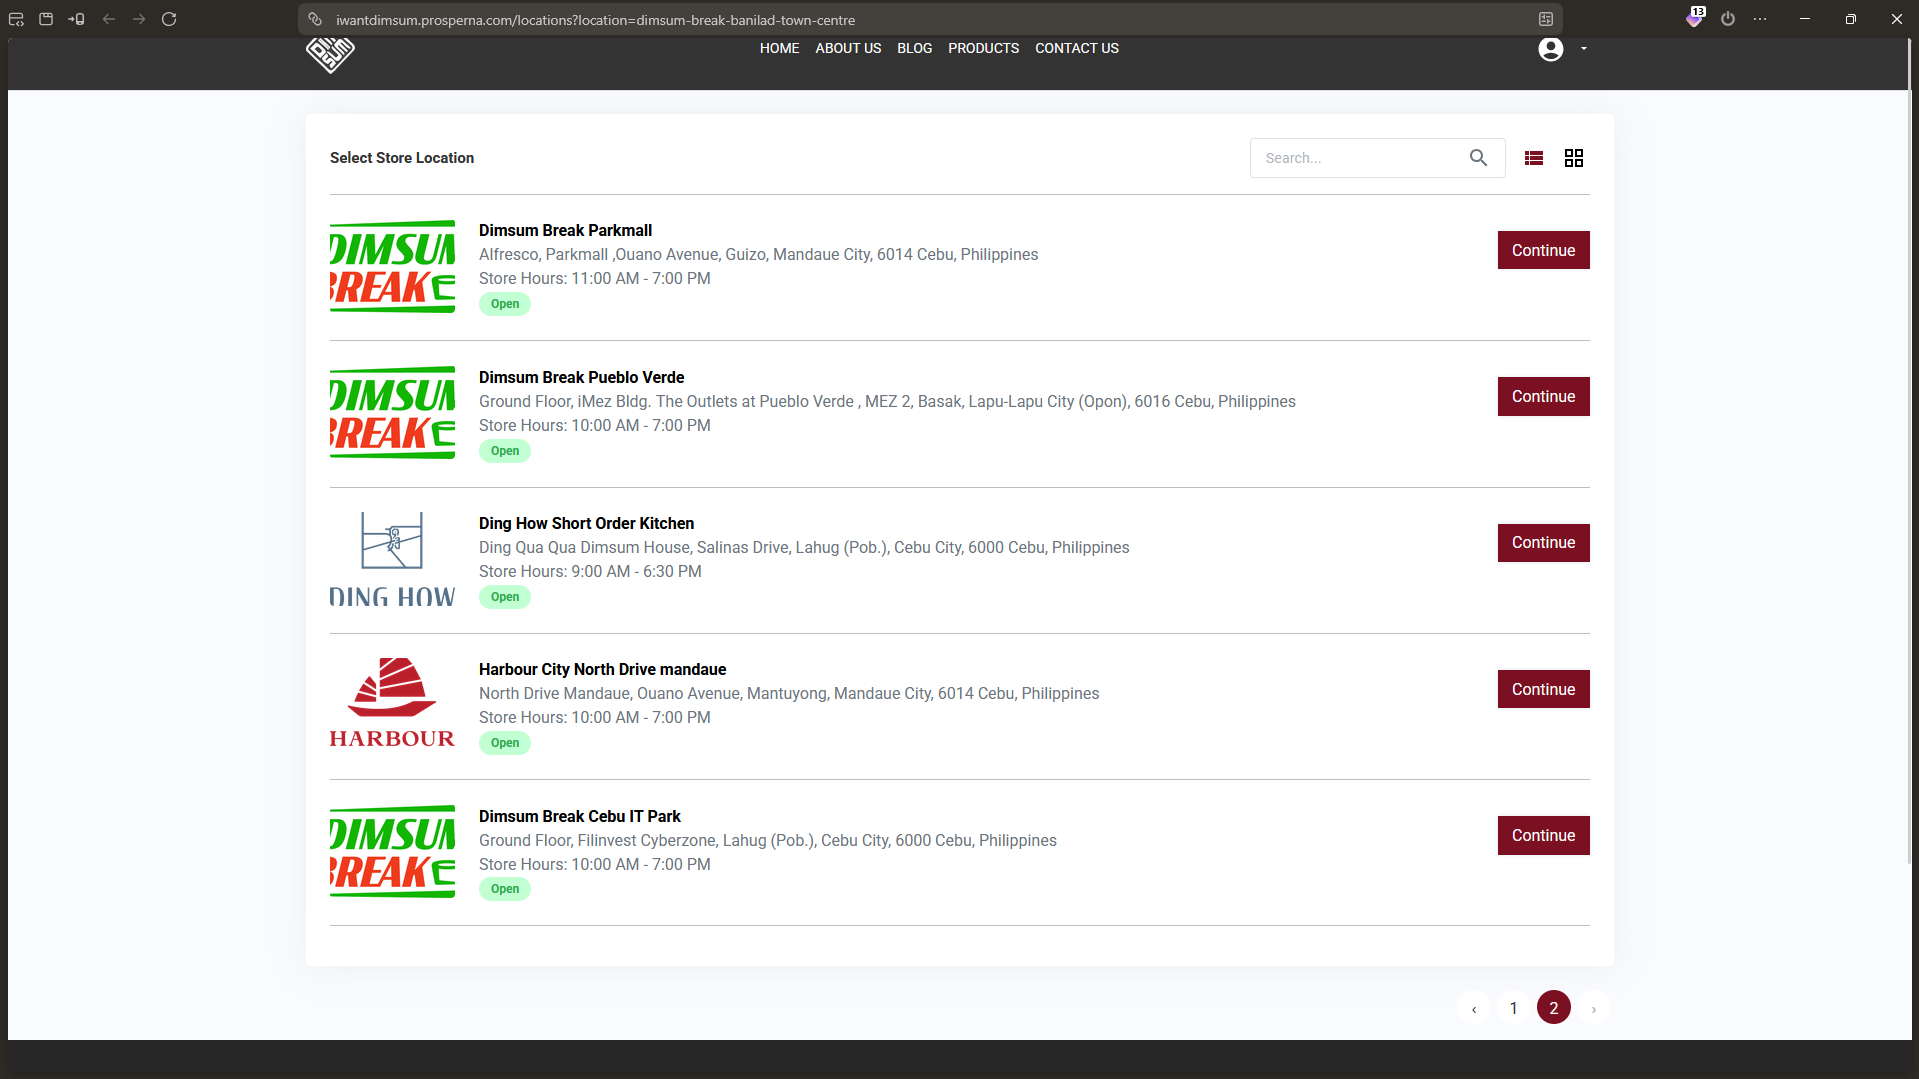 iwantdimsum.prosperna.com/locations?location=dimsum-break-banilad-town-centre
13
DIMSUM
HOME ABOUT US BLOG PRODUCTS CONTACT US
Select Store Location
Search...
DIMSUM
BREAK
Dimsum Break Parkmall
Alfresco, Parkmall ,Ouano Avenue, Guizo, Mandaue City, 6014 Cebu, Philippines
Store Hours: 11:00 AM - 7:00 PM
Open
Continue
DIMSUM
BREAK
Dimsum Break Pueblo Verde
Ground Floor, iMez Bldg. The Outlets at Pueblo Verde , MEZ 2, Basak, Lapu-Lapu City (Opon), 6016 Cebu, Philippines
Store Hours: 10:00 AM - 7:00 PM
Open
Continue
DING HOW
Ding How Short Order Kitchen
Ding Qua Qua Dimsum House, Salinas Drive, Lahug (Pob.), Cebu City, 6000 Cebu, Philippines
Store Hours: 9:00 AM - 6:30 PM
Open
Continue
HARBOUR
Harbour City North Drive mandaue
North Drive Mandaue, Ouano Avenue, Mantuyong, Mandaue City, 6014 Cebu, Philippines
Store Hours: 10:00 AM - 7:00 PM
Open
Continue
DIMSUM
BREAK
Dimsum Break Cebu IT Park
Ground Floor, Filinvest Cyberzone, Lahug (Pob.), Cebu City, 6000 Cebu, Philippines
Store Hours: 10:00 AM - 7:00 PM
Open
Continue
‹ 1 2 ›